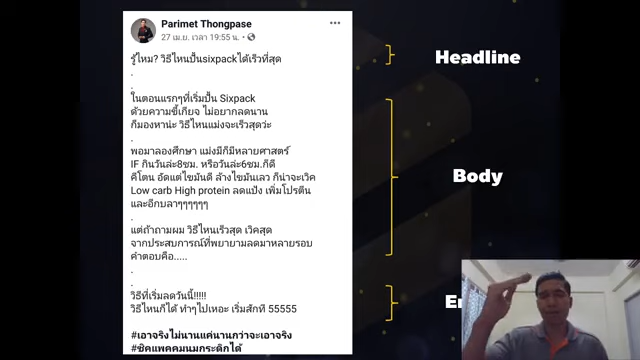 Parimet Thongpase
27 เม.ย. เวลา 19:55 น. •
รู้ไหม? วิธีไหนปั้นsixpackได้เร็วที่สุด
.
.
ในตอนแรกๆที่เริ่มปั้น Sixpack
ด้วยความขี้เกียจ ไม่อยากลดนาน
ก็มองหาน่ะ วิธีไหนแม่งจะเร็วสุดว่ะ
.
พอมาลองศึกษา แม่งมีก็มีหลายศาสตร์
IF กินวันล่ะ8ชม. หรือวันล่ะ6ชม.ก็ดี
คีโตน อัดแต่ไขมันดี ล้างไขมันเลว ก็น่าจะเวิค
Low carb High protein ลดแป้ง เพิ่มโปรตีน
และอีกบลาๆๆๆๆๆๆ
.
แต่ถ้าถามผม วิธีไหนเร็วสุด เวิคสุด
จากประสบการณ์ที่พยายามลดมาหลายรอบ
คำตอบคือ.....
.
.
วิธีที่เริ่มลดวันนี้!!!!!
วิธีไหนก็ได้ ทำๆไปเหอะ เริ่มสักที 55555
#เอาจริงไม่นานแค่นานกว่าจะเอาจริง
#ซิคแพคคุมนุมกระดิกได้
Headline
Body